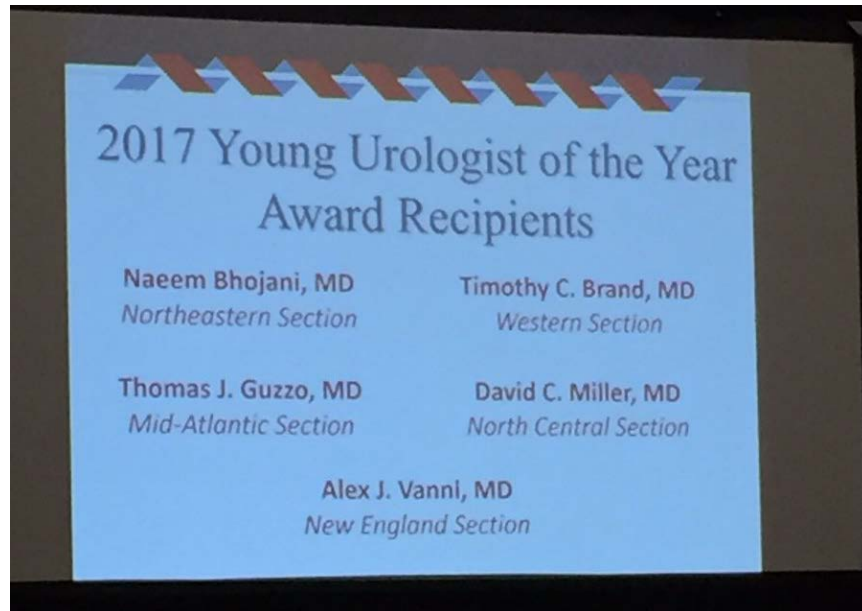 2017 Young Urologist of the Year
Award Recipients
Naeem Bhojani, MD
Northeastern Section
Timothy C. Brand, MD
Western Section
Thomas J. Guzzo, MD
Mid-Atlantic Section
David C. Miller, MD
North Central Section
Alex J. Vanni, MD
New England Section